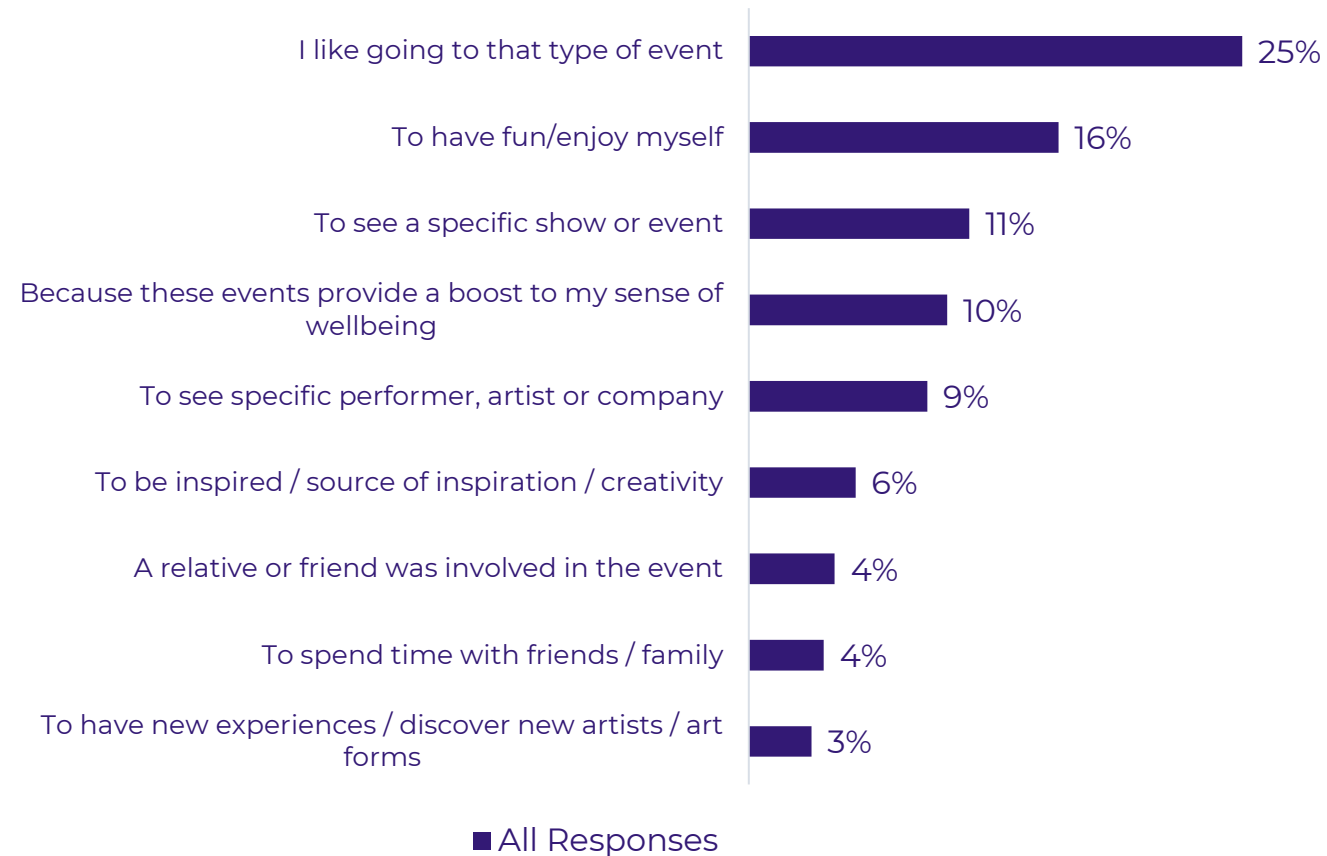 I like going to that type of event 25%
To have fun/enjoy myself 16%
To see a specific show or event 11%
Because these events provide a boost to my sense of
wellbeing 10%
To see specific performer, artist or company 9%
To be inspired / source of inspiration / creativity 6%
A relative or friend was involved in the event 4%
To spend time with friends / family 4%
To have new experiences / discover new artists / art
forms 3%
All Responses